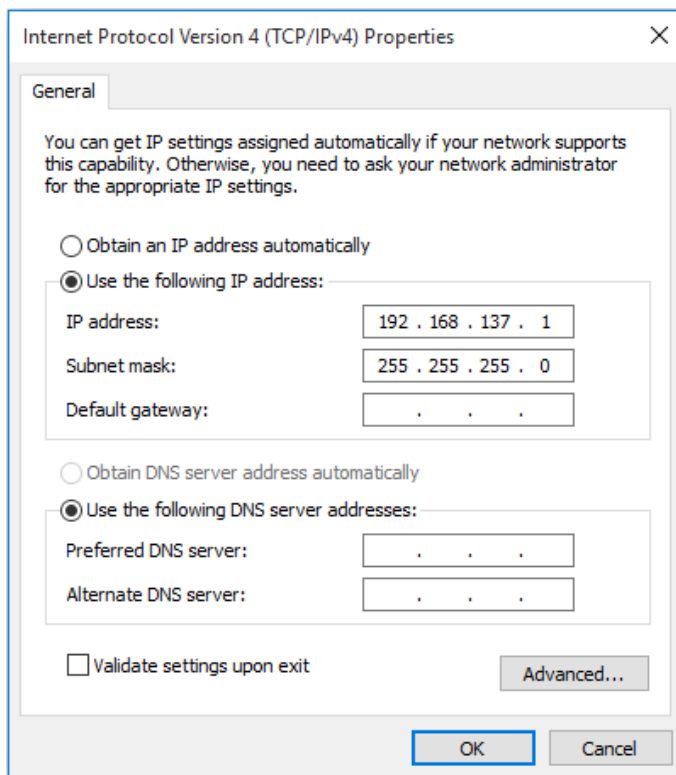 Internet Protocol Version 4 (TCP/IPv4) Properties
General
You can get IP settings assigned automatically if your network supports
this capability. Otherwise, you need to ask your network administrator
for the appropriate IP settings.
Obtain an IP address automatically
Use the following IP address:
IP address: 192 . 168 . 137 . 1
Subnet mask: 255 . 255 . 255 . 0
Default gateway: . . .
Obtain DNS server address automatically
Use the following DNS server addresses:
Preferred DNS server: . . .
Alternate DNS server: . . .
Validate settings upon exit
Advanced...
OK Cancel